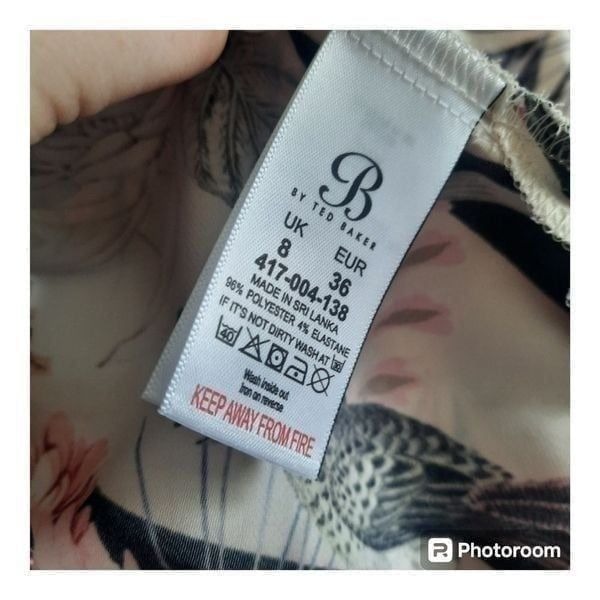 B
BY TED BAKER
UK EUR
8 36
417-004-138
MADE IN SRI LANKA
96% POLYESTER 4% ELASTANE
IF IT'S NOT DIRTY WASH AT 30
40
Wash inside out
Iron on reverse
KEEP AWAY FROM FIRE
Photoroom